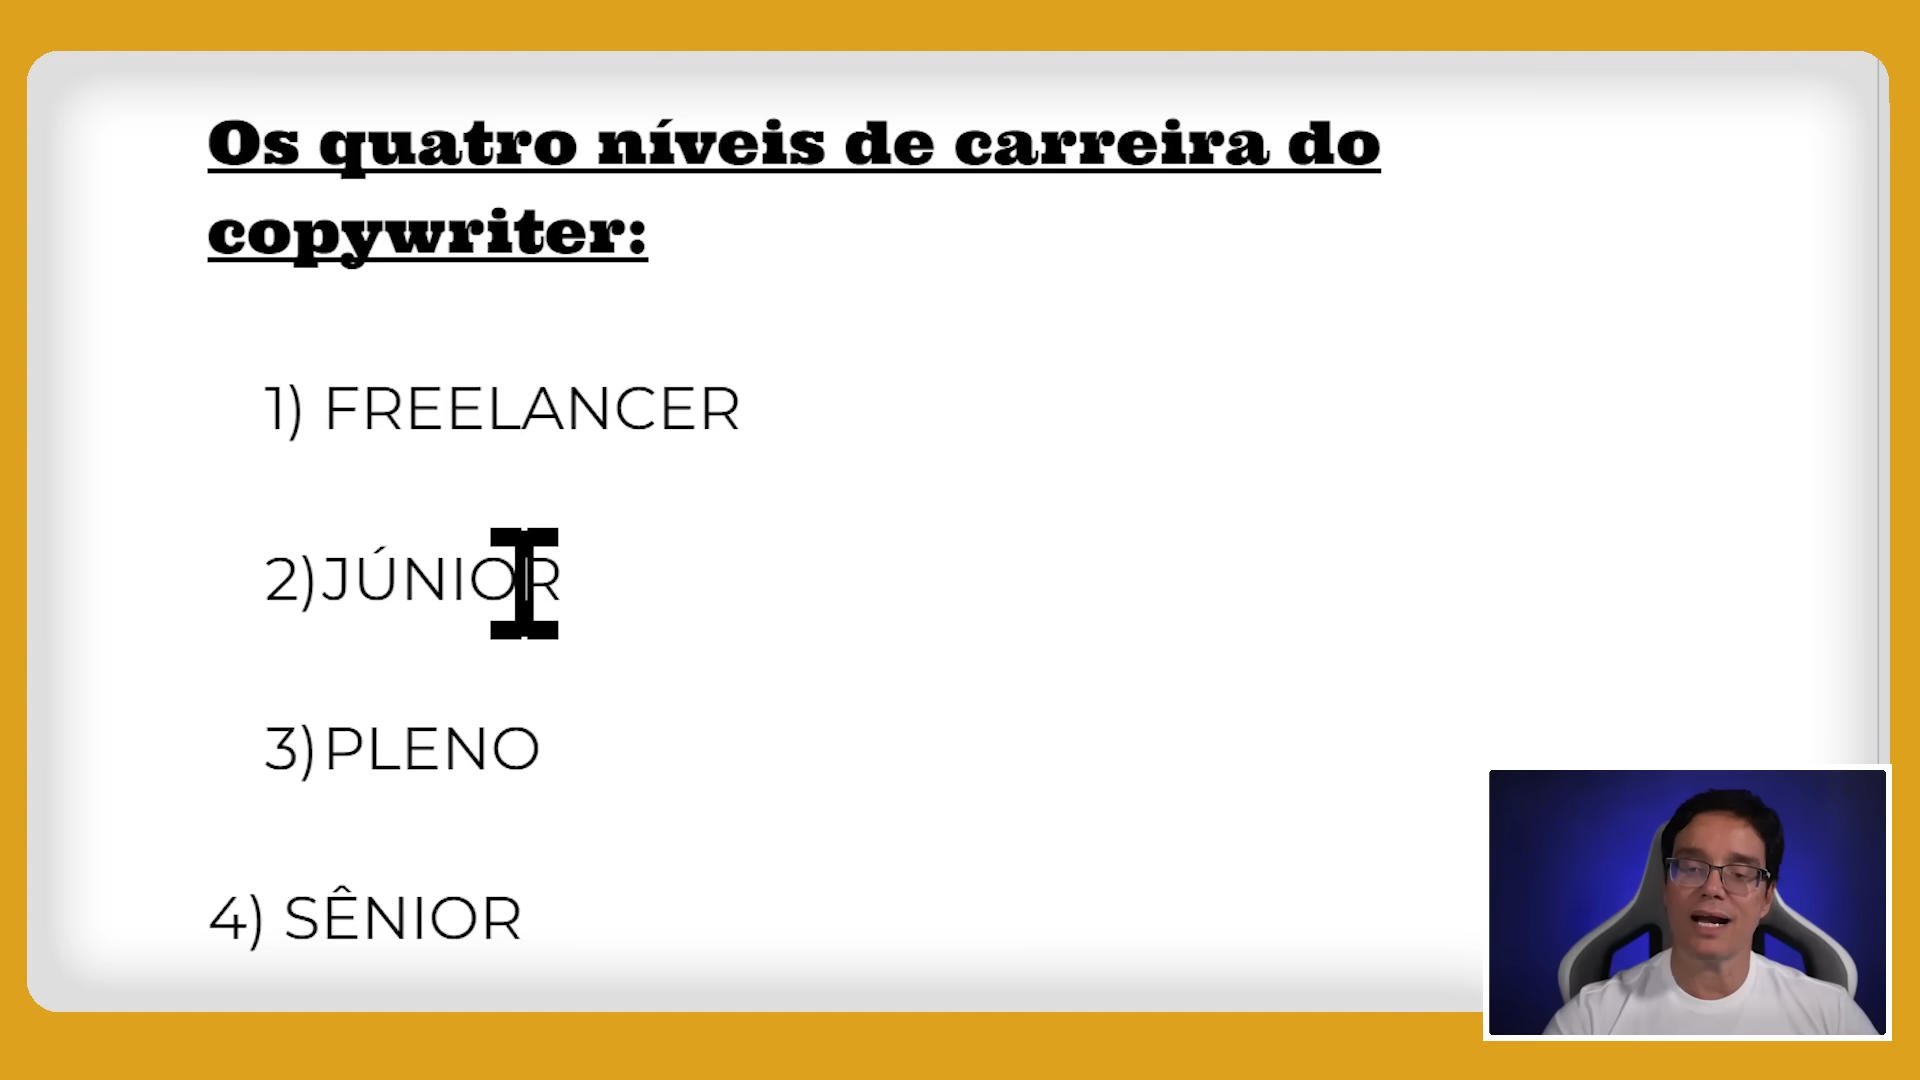 Os quatro níveis de carreira do
copywriter:
1) FREELANCER
2)JÚNIOR
3)PLENO
4) SÊNIOR